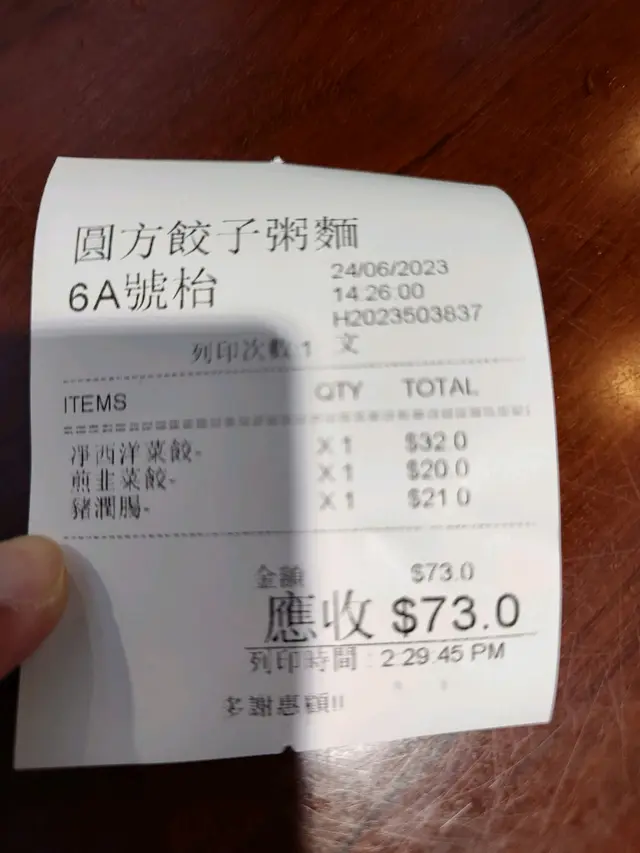 圓方餃子粥麵
6A號枱
24/06/2023
14:26:00
H2023503837
列印次數 1 文
ITEMS QTY TOTAL
淨西洋菜餃- X 1 $32.0
煎韭菜餃- X 1 $20.0
豬潤腸- X 1 $21.0
金額 $73.0
應收 $73.0
列印時間 : 2:29:45 PM
多謝惠顧!!